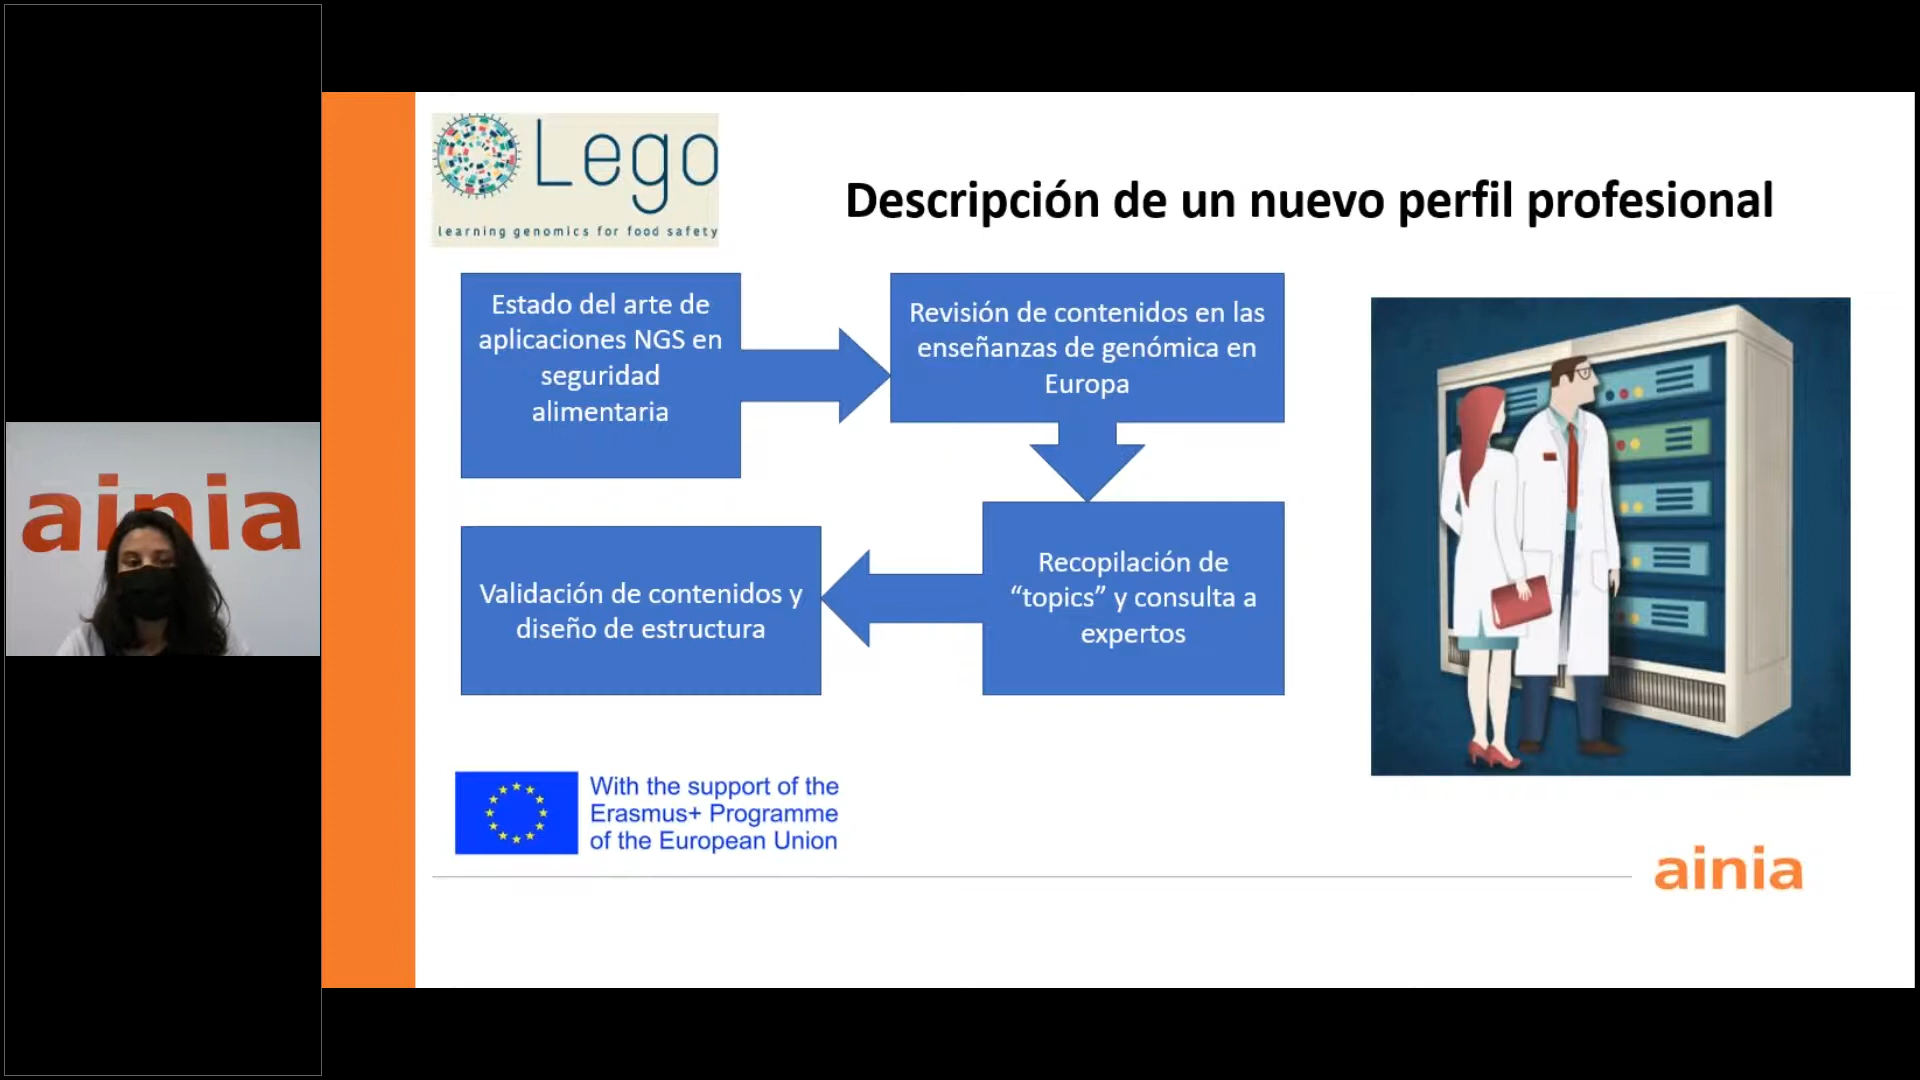 ainia
Lego
learning genomics for food safety
Descripción de un nuevo perfil profesional
Estado del arte de
aplicaciones NGS en
seguridad
alimentaria
Revisión de contenidos en las
enseñanzas de genómica en
Europa
Recopilación de
“topics” y consulta a
expertos
Validación de contenidos y
diseño de estructura
With the support of the
Erasmus+ Programme
of the European Union
ainia